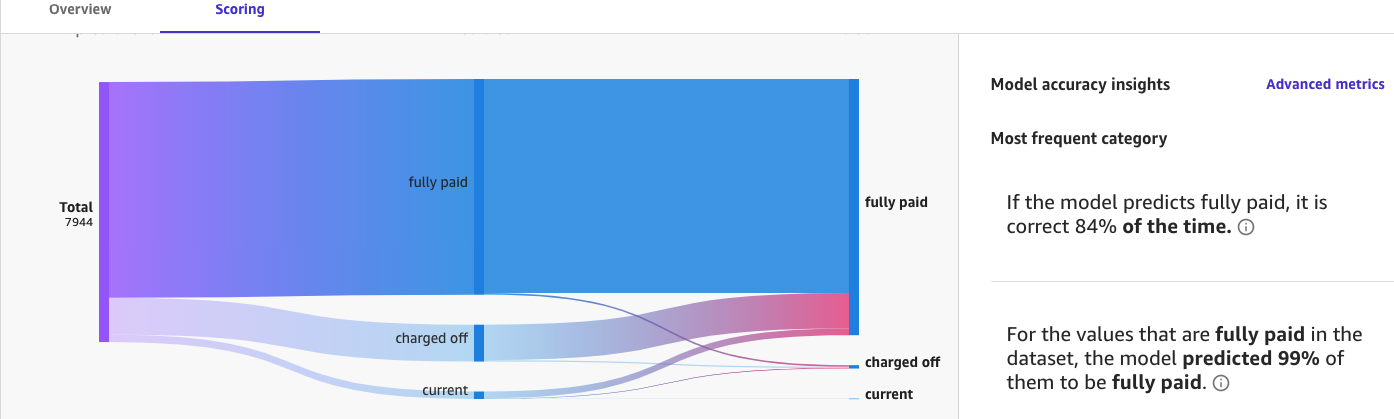 Overview
Scoring
Total
7944
fully paid
charged off
current
fully paid
charged off
current
Model accuracy insights
Advanced metrics
Most frequent category
If the model predicts fully paid, it is
correct 84% of the time.
For the values that are fully paid in the
dataset, the model predicted 99% of
them to be fully paid.